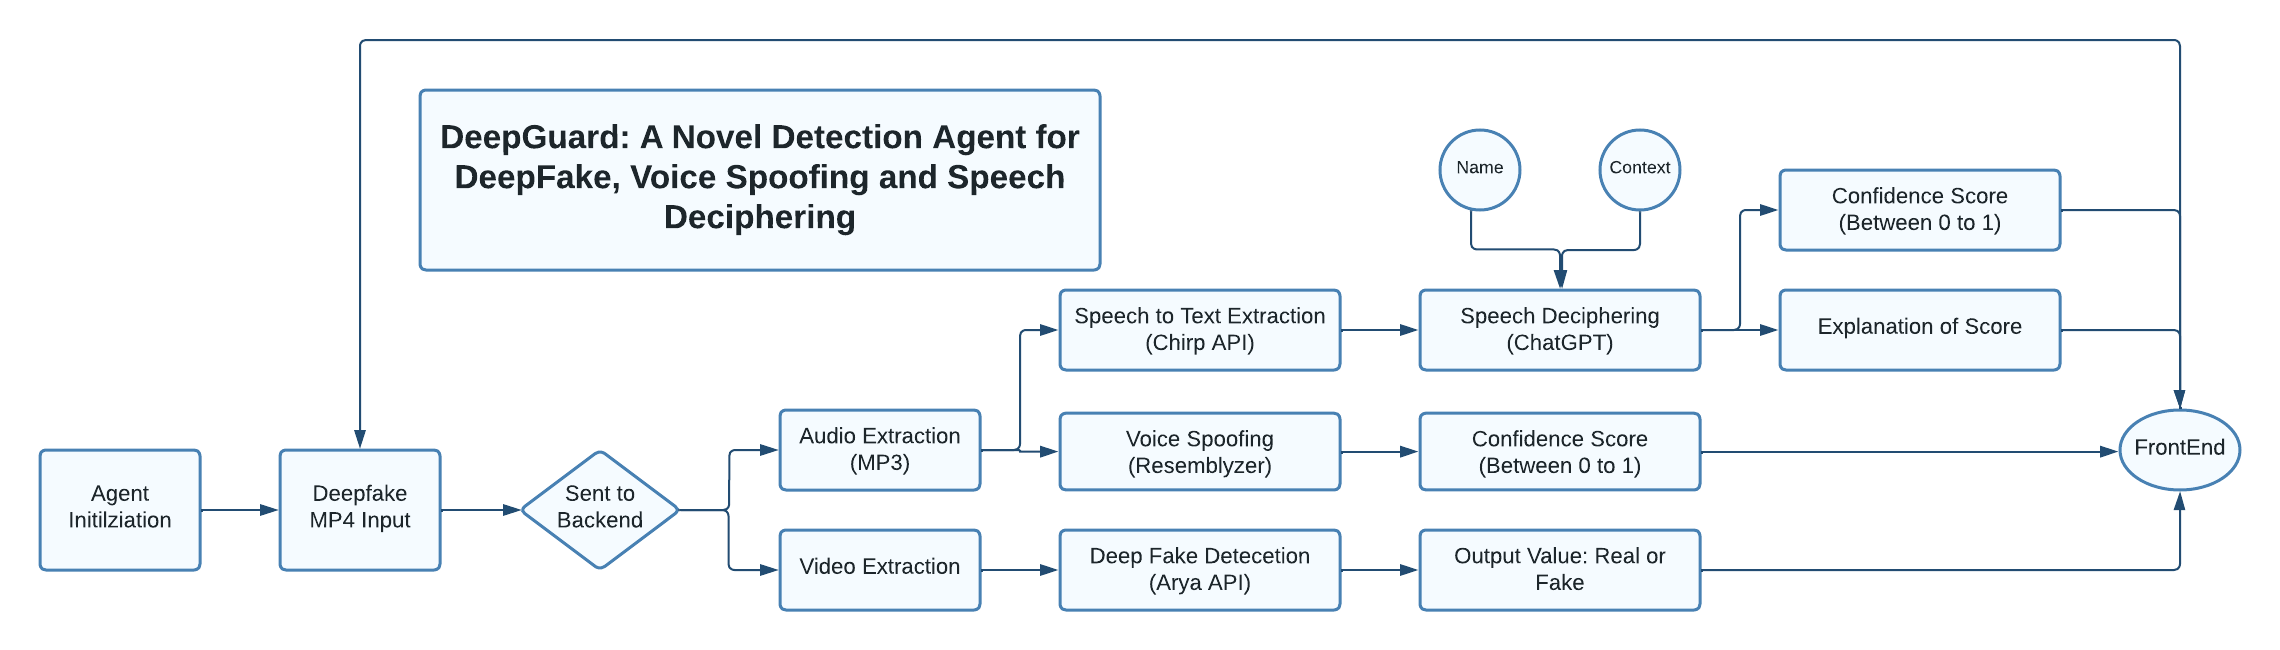 DeepGuard: A Novel Detection Agent for
DeepFake, Voice Spoofing and Speech
Deciphering
Name
Context
Confidence Score
(Between 0 to 1)
Speech to Text Extraction
(Chirp API)
Speech Deciphering
(ChatGPT)
Explanation of Score
Audio Extraction
(MP3)
Voice Spoofing
(Resemblyzer)
Confidence Score
(Between 0 to 1)
FrontEnd
Agent
Initilziation
Deepfake
MP4 Input
Sent to
Backend
Video Extraction
Deep Fake Detecetion
(Arya API)
Output Value: Real or
Fake